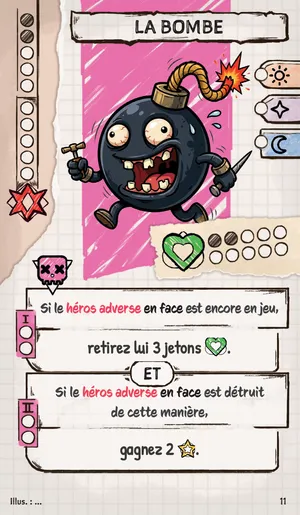 LA BOMBE
Si le héros adverse en face est encore en jeu,
I
retirez lui 3 jetons .
ET
Si le héros adverse en face est détruit
II
de cette manière,
gagnez 2 .
Illus. : ...
11